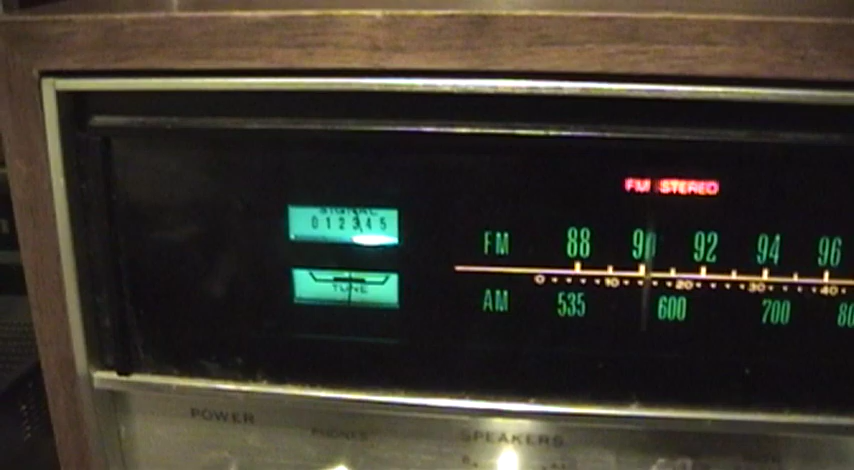 FM STEREO
SIGNAL
0 1 2 3 4 5
FM 88 90 92 94 96
TUNE
0 10 20 30 40
AM 535 600 700
POWER
PHONES
SPEAKERS